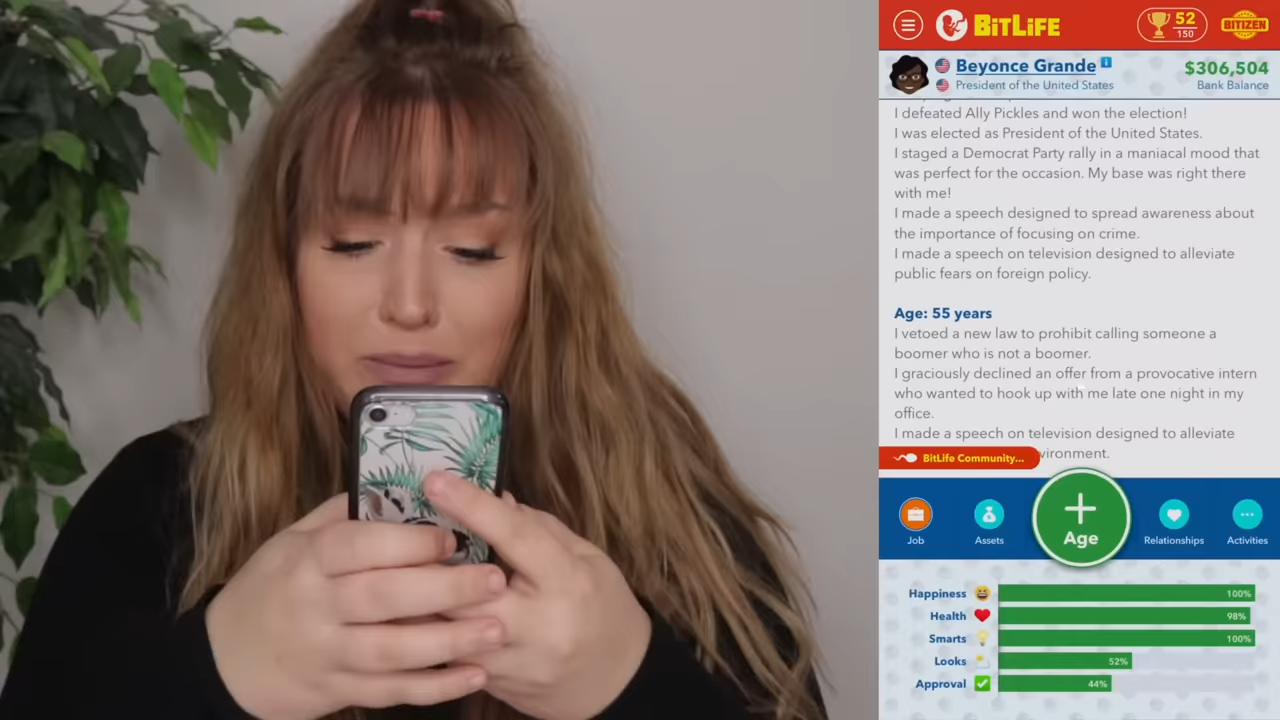 BitLife
52
150
BITIZEN
Beyonce Grande i
$306,504
President of the United States
Bank Balance
I defeated Ally Pickles and won the election!
I was elected as President of the United States.
I staged a Democrat Party rally in a maniacal mood that
was perfect for the occasion. My base was right there
with me!
I made a speech designed to spread awareness about
the importance of focusing on crime.
I made a speech on television designed to alleviate
public fears on foreign policy.
Age: 55 years
I vetoed a new law to prohibit calling someone a
boomer who is not a boomer.
I graciously declined an offer from a provocative intern
who wanted to hook up with me late one night in my
office.
I made a speech on television designed to alleviate
vironment.
BitLife Community...
Job
Assets
Age
Relationships
Activities
Happiness
100%
Health
98%
Smarts
100%
Looks
52%
Approval
44%